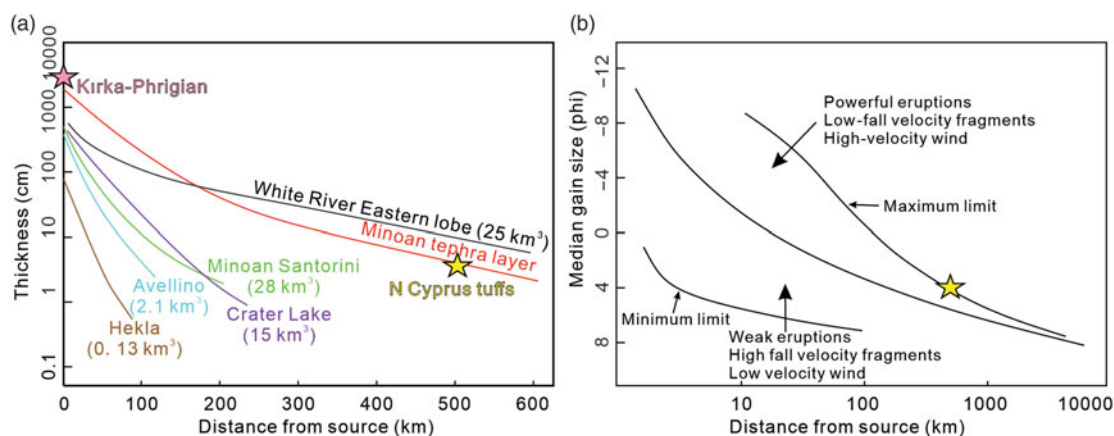 (a)
10000
1000
100
10
1
0.1
Thickness (cm)
Kırka-Phrigian
White River Eastern lobe (25 km³)
Minoan tephra layer
Minoan Santorini
(28 km³)
N Cyprus tuffs
Avellino
(2.1 km³)
Crater Lake
(15 km³)
Hekla
(0. 13 km³)
0 100 200 300 400 500 600
Distance from source (km)
(b)
-12
-8
-4
0
4
8
Median gain size (phi)
Powerful eruptions
Low-fall velocity fragments
High-velocity wind
Maximum limit
Minimum limit
Weak eruptions
High fall velocity fragments
Low velocity wind
10 100 1000 10000
Distance from source (km)